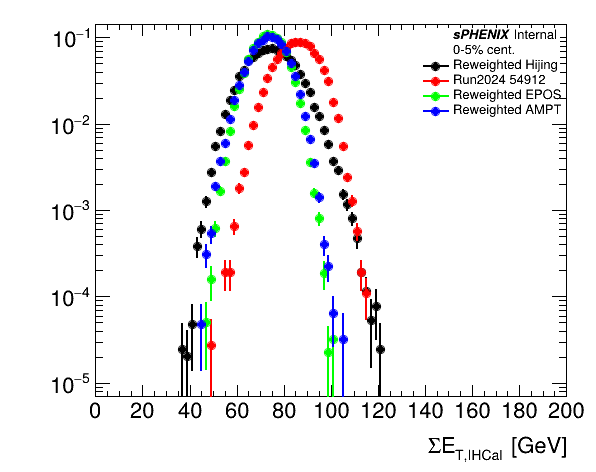 sPHENIX Internal
0-5% cent.
Reweighted Hijing
Run2024 54912
Reweighted EPOS
Reweighted AMPT
10⁻¹
10⁻²
10⁻³
10⁻⁴
10⁻⁵
0 20 40 60 80 100 120 140 160 180 200
ΣE_T,IHCal [GeV]